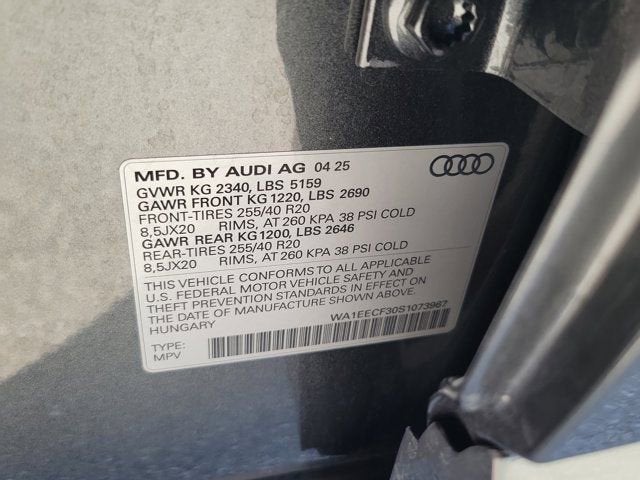 MFD. BY AUDI AG 04 25
GVWR KG 2340, LBS 5159
GAWR FRONT KG1220, LBS 2690
FRONT-TIRES 255/40 R20
8,5JX20 RIMS, AT 260 KPA 38 PSI COLD
GAWR REAR KG1200, LBS 2646
REAR-TIRES 255/40 R20
8,5JX20 RIMS, AT 260 KPA 38 PSI COLD
THIS VEHICLE CONFORMS TO ALL APPLICABLE
U.S. FEDERAL MOTOR VEHICLE SAFETY AND
THEFT PREVENTION STANDARDS IN EFFECT ON
THE DATE OF MANUFACTURE SHOWN ABOVE.
HUNGARY
WA1EECF30S1073967
TYPE:
MPV